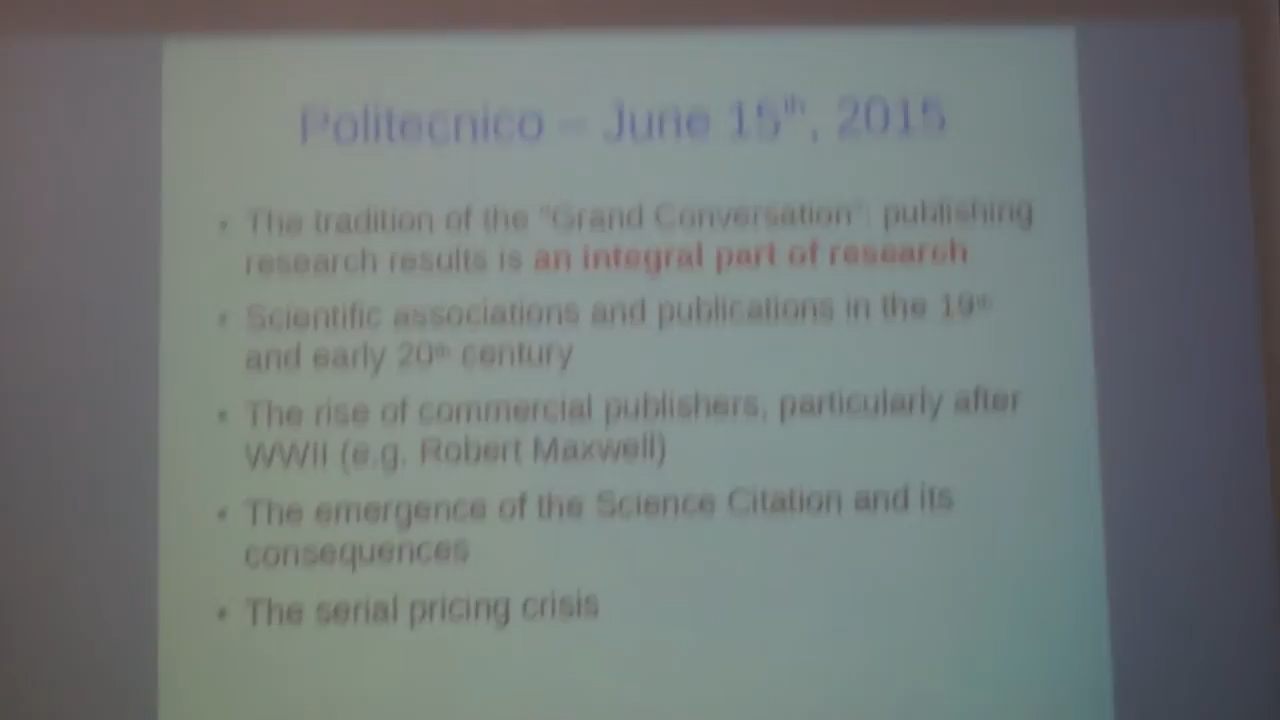 Politecnico – June 15th, 2015
• The tradition of the "Grand Conversation": publishing
research results is an integral part of research
• Scientific associations and publications in the 19th
and early 20th century
• The rise of commercial publishers, particularly after
WWII (e.g. Robert Maxwell)
• The emergence of the Science Citation and its
consequences
• The serial pricing crisis